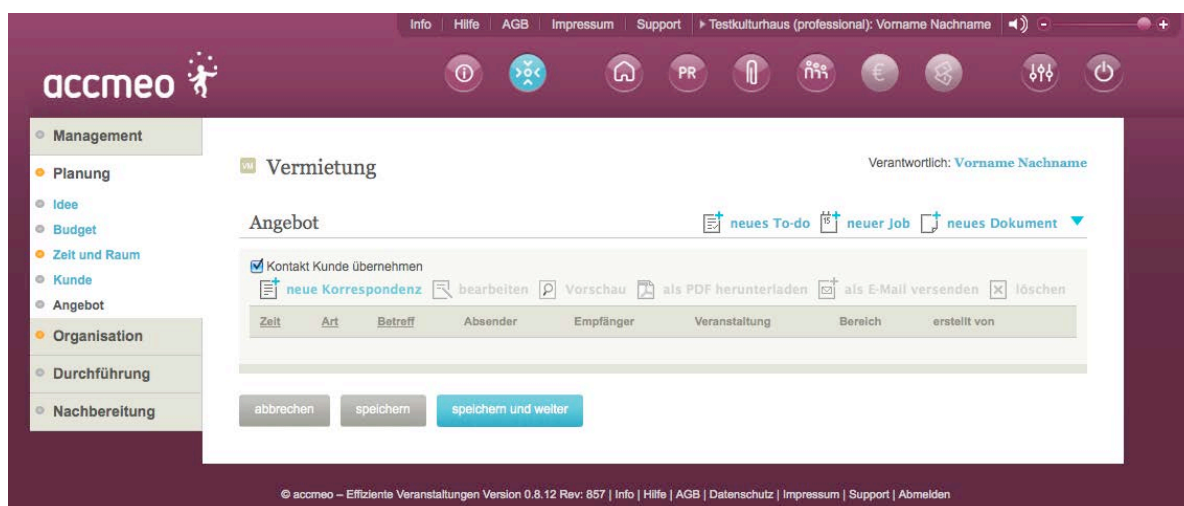 Info | Hilfe | AGB | Impressum | Support | Testkulturhaus (professional): Vorname Nachname - +
accmeo PR €
Management
Planung
Idee
Budget
Zeit und Raum
Kunde
Angebot
Organisation
Durchführung
Nachbereitung
VM Vermietung Verantwortlich: Vorname Nachname
Angebot neues To-do 15 neuer Job neues Dokument
Kontakt Kunde übernehmen
neue Korrespondenz bearbeiten Vorschau als PDF herunterladen als E-Mail versenden löschen
Zeit Art Betreff Absender Empfänger Veranstaltung Bereich erstellt von
abbrechen speichern speichern und weiter
© accmeo – Effiziente Veranstaltungen Version 0.8.12 Rev: 857 | Info | Hilfe | AGB | Datenschutz | Impressum | Support | Abmelden